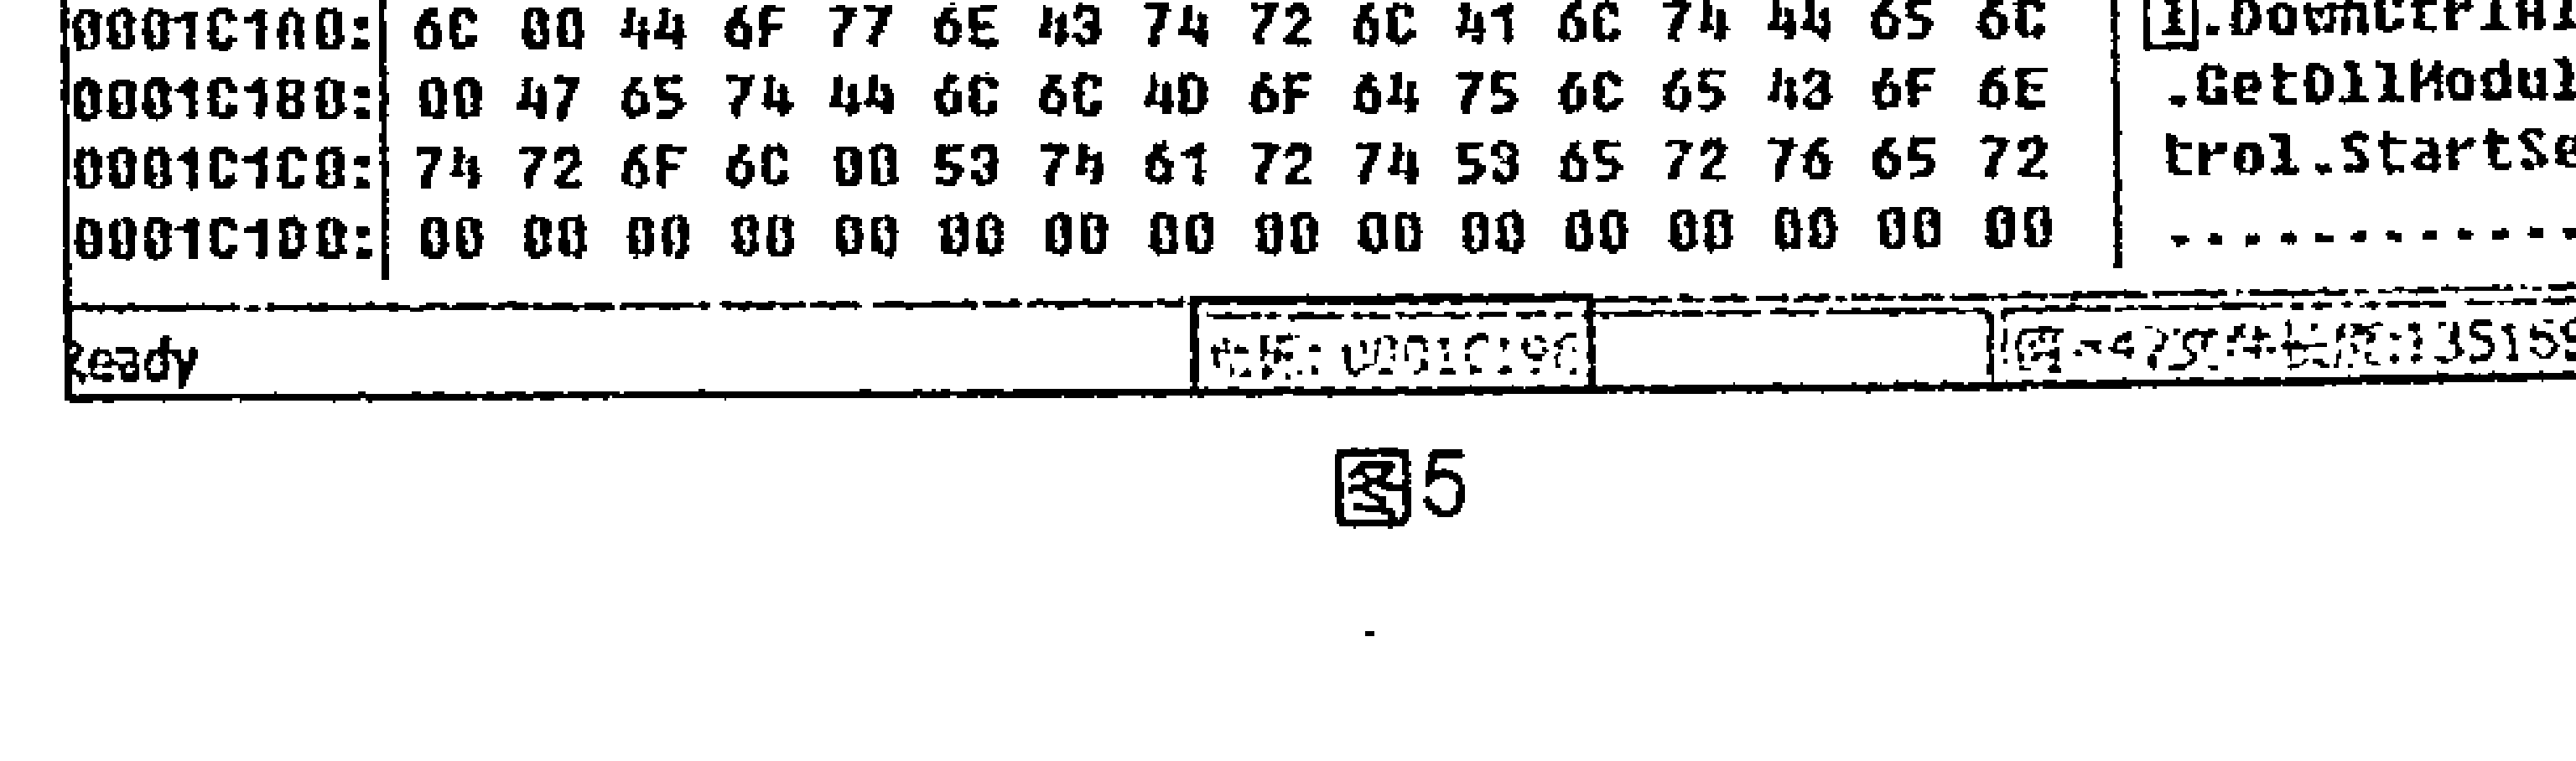 0001C1A0: 6C 00 44 6F 77 6E 43 74 72 6C 41 6C 74 44 65 6C l.DownCtrlAl
0001C1B0: 00 47 65 74 44 6C 6C 4D 6F 64 75 6C 65 43 6F 6E .GetDllModul
0001C1C0: 74 72 6F 6C 00 53 74 61 72 74 53 65 72 76 65 72 trol.StartSe
0001C1D0: 00 00 00 00 00 00 00 00 00 00 00 00 00 00 00 00 ............
Ready
图5